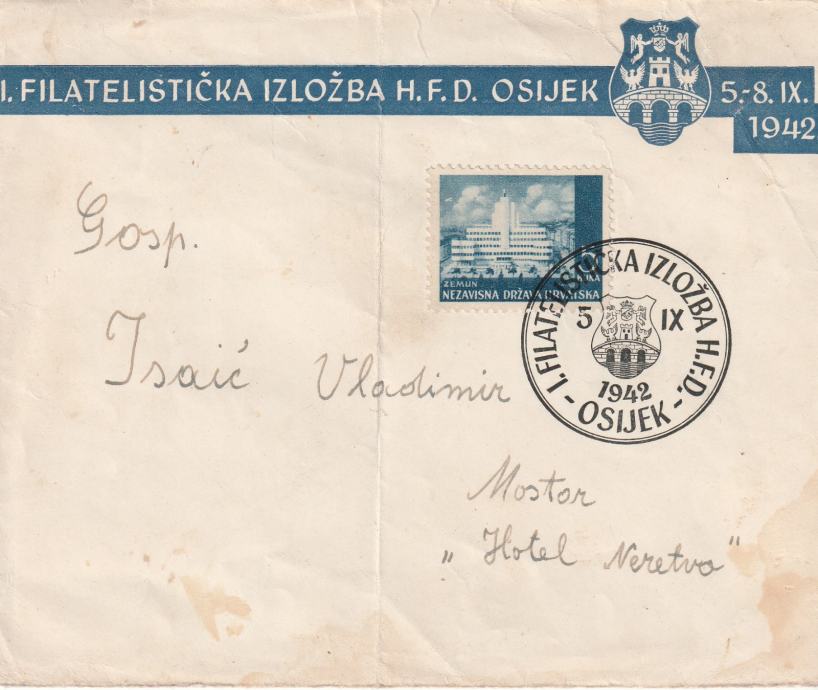 I. FILATELISTIČKA IZLOŽBA H.F.D. OSIJEK 5.-8. IX.
1942
Gosp.
ZEMUN
KUNA
NEZAVISNA DRŽAVA HRVATSKA
I. FILATELISTIČKA IZLOŽBA H.F.D.
5 IX
1942
- OSIJEK -
Isaić Vladimir
Mostar
„Hotel Neretva"